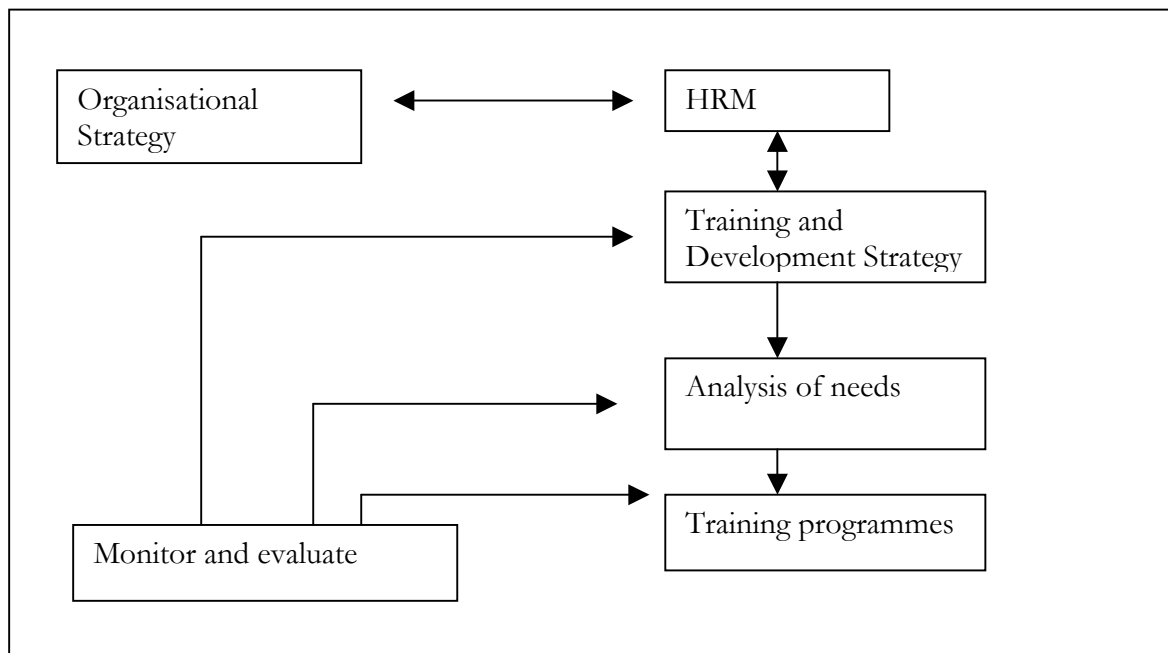 Organisational
Strategy
HRM
Training and
Development Strategy
Analysis of needs
Training programmes
Monitor and evaluate